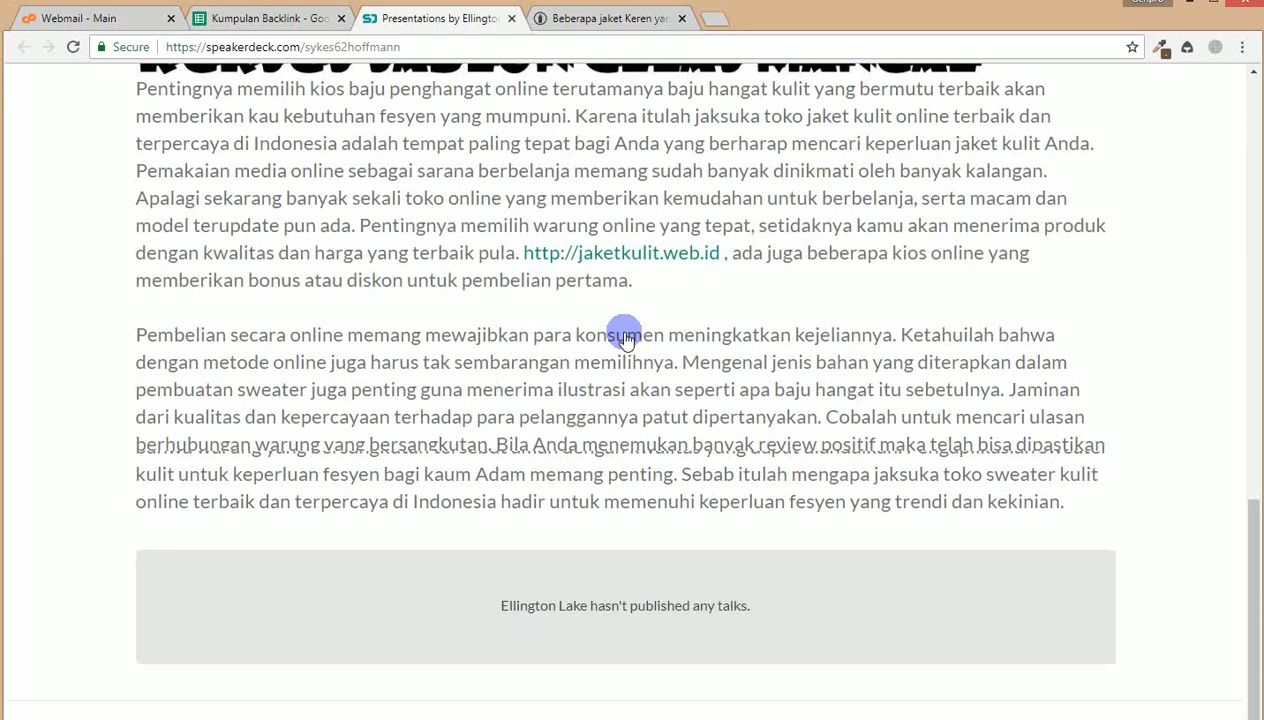 Webmail - Main
Kumpulan Backlink - Goo
Presentations by Ellingto
Beberapa jaket Keren yan
Secure
https://speakerdeck.com/sykes62hoffmann
Pentingnya memilih kios baju penghangat online terutamanya baju hangat kulit yang bermutu terbaik akan
memberikan kau kebutuhan fesyen yang mumpuni. Karena itulah jaksuka toko jaket kulit online terbaik dan
terpercaya di Indonesia adalah tempat paling tepat bagi Anda yang berharap mencari keperluan jaket kulit Anda.
Pemakaian media online sebagai sarana berbelanja memang sudah banyak dinikmati oleh banyak kalangan.
Apalagi sekarang banyak sekali toko online yang memberikan kemudahan untuk berbelanja, serta macam dan
model terupdate pun ada. Pentingnya memilih warung online yang tepat, setidaknya kamu akan menerima produk
dengan kwalitas dan harga yang terbaik pula. http://jaketkulit.web.id , ada juga beberapa kios online yang
memberikan bonus atau diskon untuk pembelian pertama.
Pembelian secara online memang mewajibkan para konsumen meningkatkan kejeliannya. Ketahuilah bahwa
dengan metode online juga harus tak sembarangan memilihnya. Mengenal jenis bahan yang diterapkan dalam
pembuatan sweater juga penting guna menerima ilustrasi akan seperti apa baju hangat itu sebetulnya. Jaminan
dari kualitas dan kepercayaan terhadap para pelanggannya patut dipertanyakan. Cobalah untuk mencari ulasan
berhubungan warung yang bersangkutan. Bila Anda menemukan banyak review positif maka telah bisa dipastikan
kulit untuk keperluan fesyen bagi kaum Adam memang penting. Sebab itulah mengapa jaksuka toko sweater kulit
online terbaik dan terpercaya di Indonesia hadir untuk memenuhi keperluan fesyen yang trendi dan kekinian.
Ellington Lake hasn't published any talks.